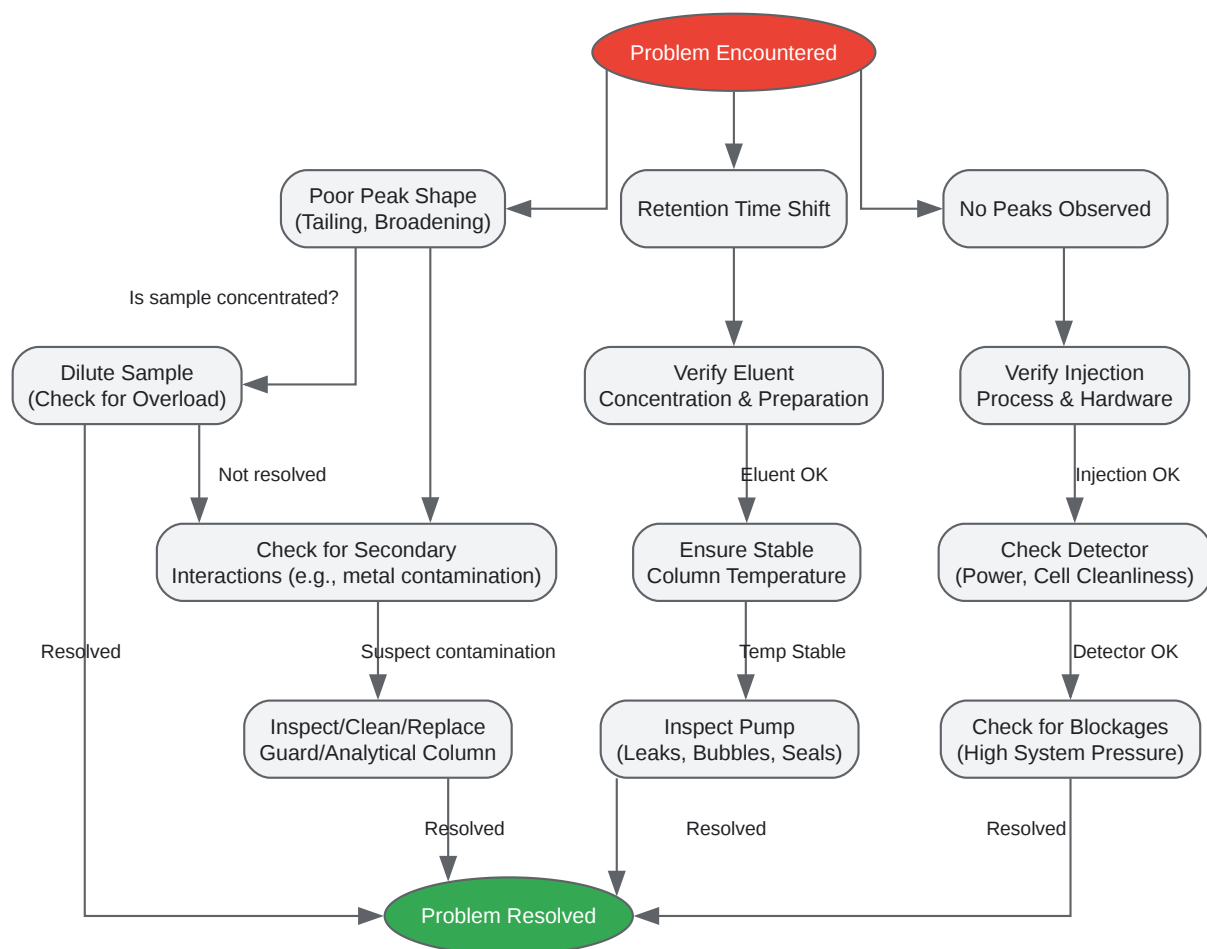 Problem Encountered
Poor Peak Shape
(Tailing, Broadening)
Retention Time Shift
No Peaks Observed
Is sample concentrated?
Dilute Sample
(Check for Overload)
Verify Eluent
Concentration & Preparation
Verify Injection
Process & Hardware
Not resolved
Eluent OK
Injection OK
Check for Secondary
Interactions (e.g., metal contamination)
Ensure Stable
Column Temperature
Check Detector
(Power, Cell Cleanliness)
Resolved
Suspect contamination
Temp Stable
Detector OK
Inspect/Clean/Replace
Guard/Analytical Column
Inspect Pump
(Leaks, Bubbles, Seals)
Check for Blockages
(High System Pressure)
Resolved
Resolved
Resolved
Problem Resolved